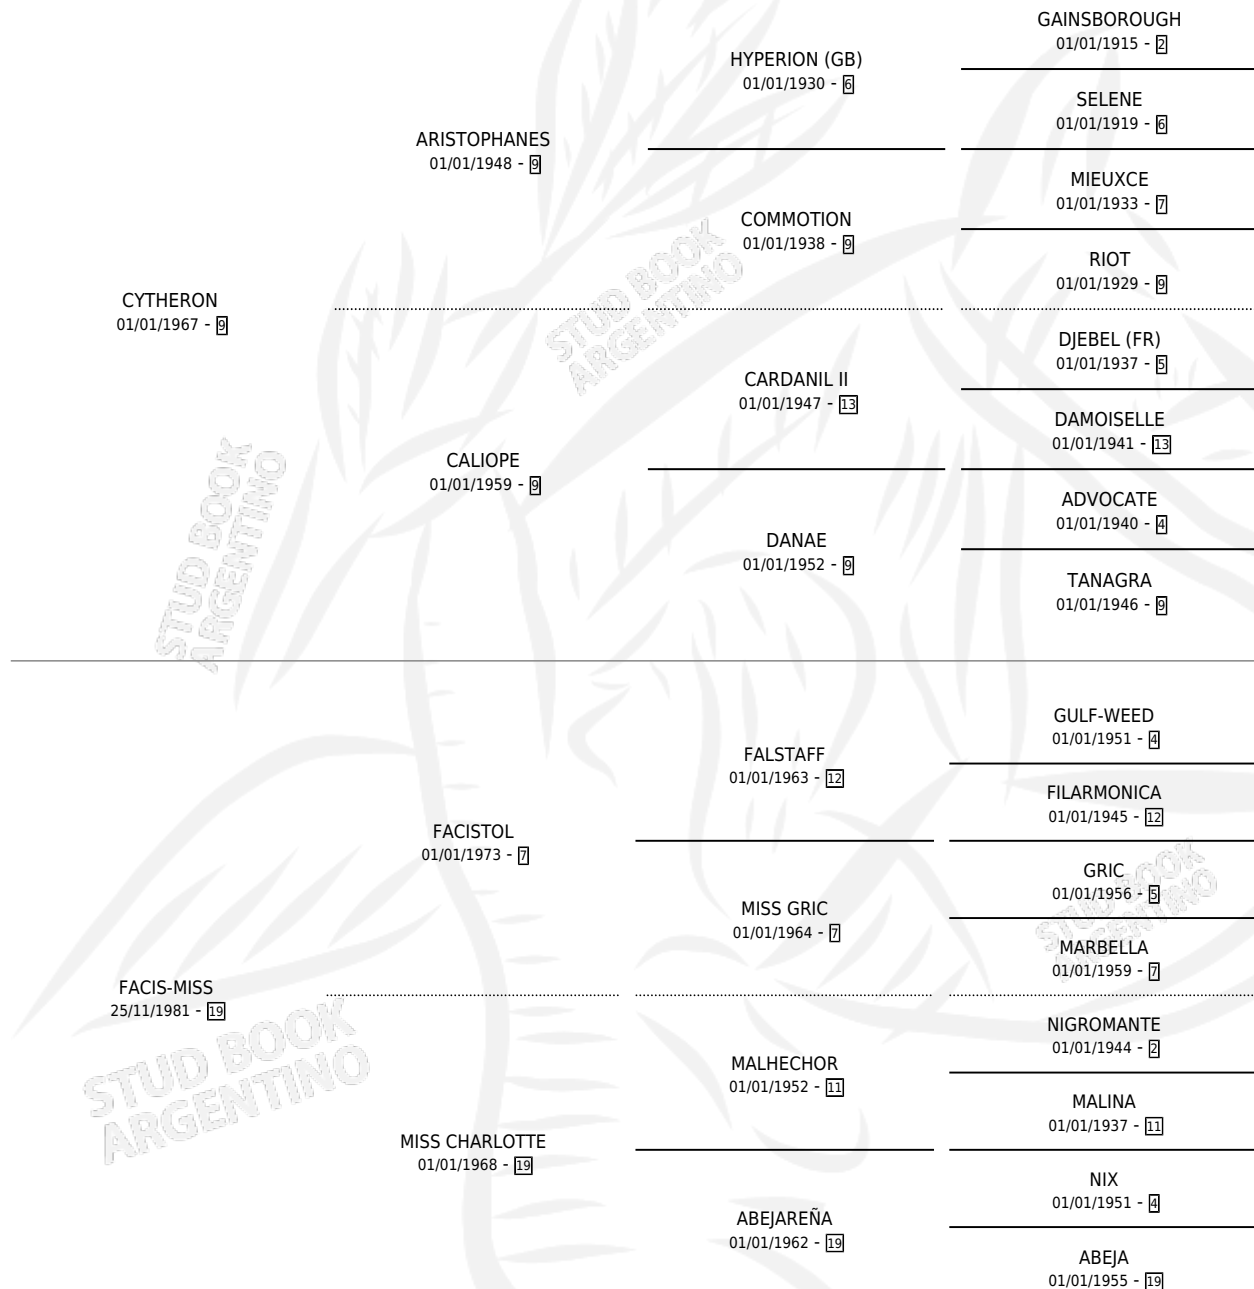 CYTHERON
01/01/1967 - 9
ARISTOPHANES
01/01/1948 - 9
CALIOPE
01/01/1959 - 9
HYPERION (GB)
01/01/1930 - 6
COMMOTION
01/01/1938 - 9
CARDANIL II
01/01/1947 - 13
DANAE
01/01/1952 - 9
GAINSBOROUGH
01/01/1915 - 2
SELENE
01/01/1919 - 6
MIEUXCE
01/01/1933 - 7
RIOT
01/01/1929 - 9
DJEBEL (FR)
01/01/1937 - 5
DAMOISELLE
01/01/1941 - 13
ADVOCATE
01/01/1940 - 4
TANAGRA
01/01/1946 - 9
FACIS-MISS
25/11/1981 - 19
FACISTOL
01/01/1973 - 7
MISS CHARLOTTE
01/01/1968 - 19
FALSTAFF
01/01/1963 - 12
MISS GRIC
01/01/1964 - 7
MALHECHOR
01/01/1952 - 11
ABEJAREÑA
01/01/1962 - 19
GULF-WEED
01/01/1951 - 4
FILARMONICA
01/01/1945 - 12
GRIC
01/01/1956 - 5
MARBELLA
01/01/1959 - 7
NIGROMANTE
01/01/1944 - 2
MALINA
01/01/1937 - 11
NIX
01/01/1951 - 4
ABEJA
01/01/1955 - 19
STUD BOOK
ARGENTINO
STUD BOOK
ARGENTINO
STUD BOOK
ARGENTINO
STUD BOOK
ARGENTINO